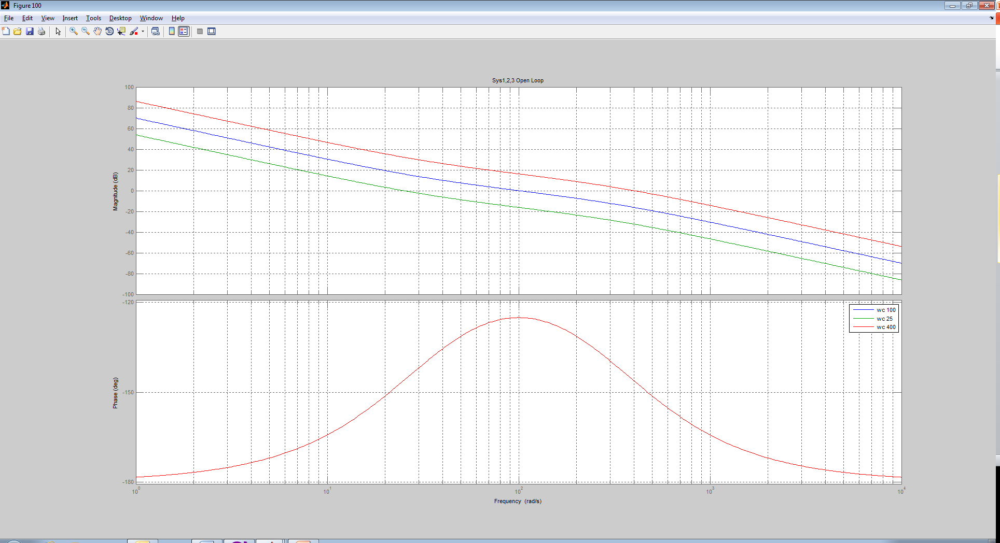 Figure 100
File Edit View Insert Tools Desktop Window Help
Sys1,2,3 Open Loop
100
80
60
40
20
0
-20
-40
-60
-80
-100
Magnitude (dB)
-120
-150
-180
Phase (deg)
wc 100
wc 25
wc 400
10^0 10^1 10^2 10^3 10^4
Frequency (rad/s)